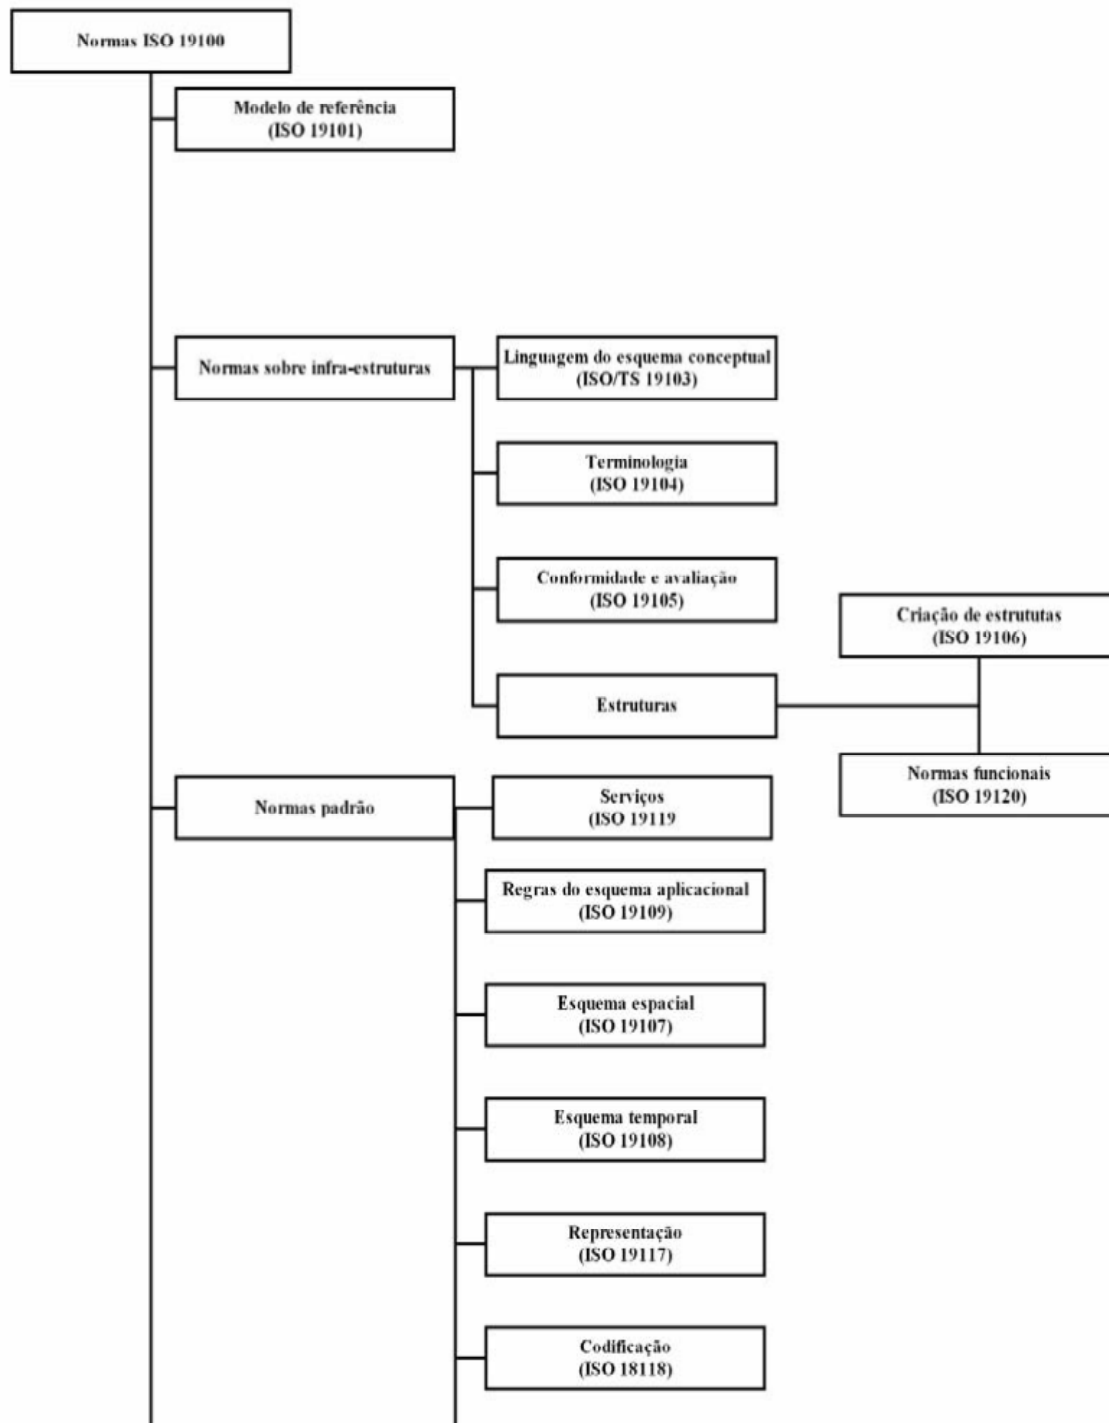 Normas ISO 19100
Modelo de referência
(ISO 19101)
Normas sobre infra-estruturas
Linguagem do esquema conceptual
(ISO/TS 19103)
Terminologia
(ISO 19104)
Conformidade e avaliação
(ISO 19105)
Criação de estrututas
(ISO 19106)
Estruturas
Normas funcionais
(ISO 19120)
Normas padrão
Serviços
(ISO 19119
Regras do esquema aplicacional
(ISO 19109)
Esquema espacial
(ISO 19107)
Esquema temporal
(ISO 19108)
Representação
(ISO 19117)
Codificação
(ISO 18118)